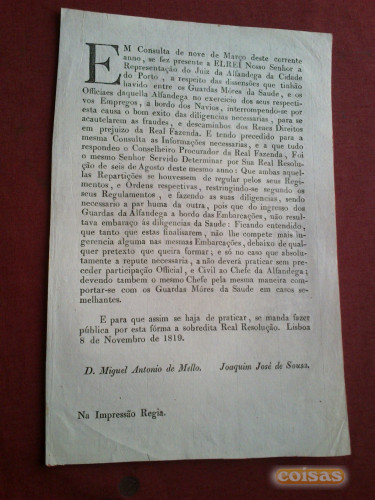 EM Consulta de nove de Março deste corrente
anno, se fez presente a ELREI Nosso Senhor a
Representação do Juiz da Alfandega da Cidade
do Porto, a respeito das dissensões que tinhão
havido entre os Guardas Móres da Saude, e os
Officiaes daquella Alfandega no exercicio dos seus respecti-
vos Empregos, a bordo dos Navios, interrompendo-se por
esta causa o bom exito das diligencias necessarias, para se
acautelarem as fraudes, e descaminhos dos Reaes Direitos
em prejuizo da Real Fazenda. E tendo precedido para a
mesma Consulta as Informações necessarias, e a que tudo
respondeo o Conselheiro Procurador da Real Fazenda, Foi
o mesmo Senhor Servido Determinar por Sua Real Resolu-
ção de seis de Agosto deste mesmo anno: Que ambas aquel-
las Repartições se houvessem de regular pelos seus Regi-
mentos, e Ordens respectivas, restringindo-se segundo os
seus Regulamentos, e fazendo as suas diligencias, sendo
necessario a par huma da outra, pois que do ingresso dos
Guardas da Alfandega a bordo das Embarcações, não resul-
tava embaraço ás diligencias da Saude: Ficando entendido,
que tanto que estas finalisarem, não lhe compete mais in-
gerencia alguna nas mesmas Embarcações, debaixo de qual-
quer pretexto que queira formar, e só no caso que absolu-
tamente a repute necessaria, a não deverá praticar sem pre-
ceder participação Official, e Civil ao Chefe da Alfandega;
devendo tambem o mesmo Chefe pela mesma maneira com-
portar-se com os Guardas Móres da Saude em casos se-
melhantes.
E para que assim se haja de praticar, se manda fazer
pública por esta fórma a sobredita Real Resolução. Lisboa
8 de Novembro de 1819.
D. Miguel Antonio de Mello. Joaquim José de Souza.
Na Impressão Regia.
coisas